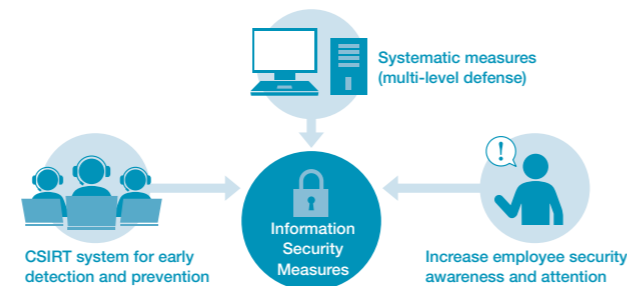 Systematic measures
(multi-level defense)
!
Information
Security
Measures
CSIRT system for early
detection and prevention
Increase employee security
awareness and attention